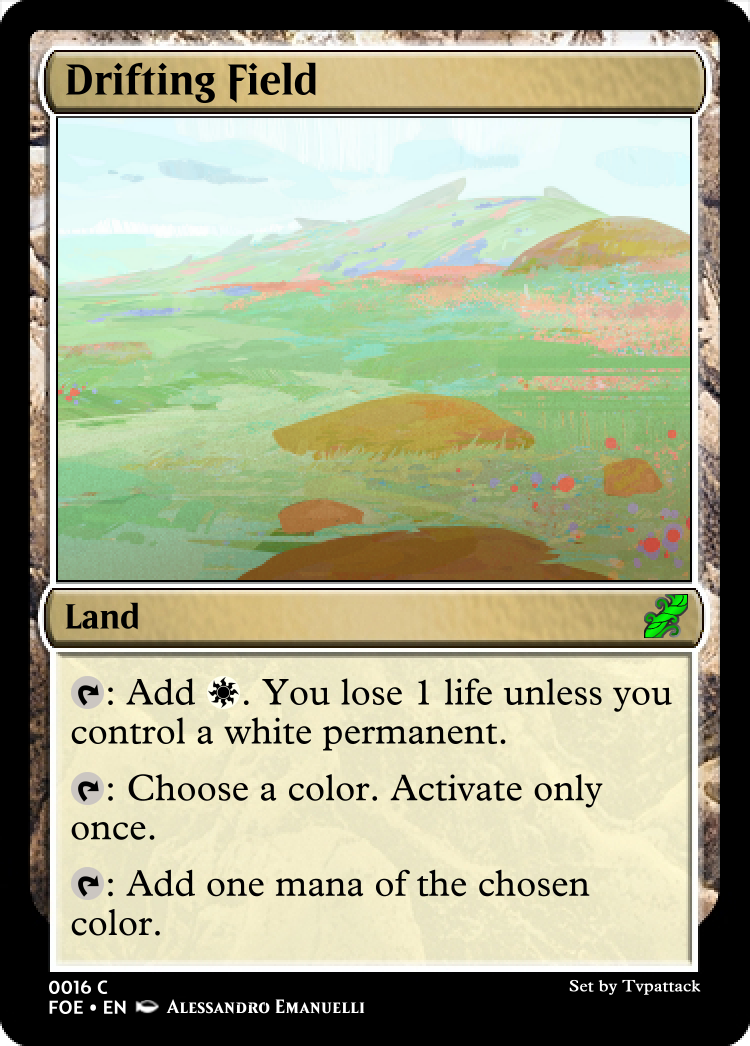 Drifting Field
Land
: Add . You lose 1 life unless you
control a white permanent.
: Choose a color. Activate only
once.
: Add one mana of the chosen
color.
0016 C
Set by Tvpattack
FOE • EN Alessandro Emanuelli